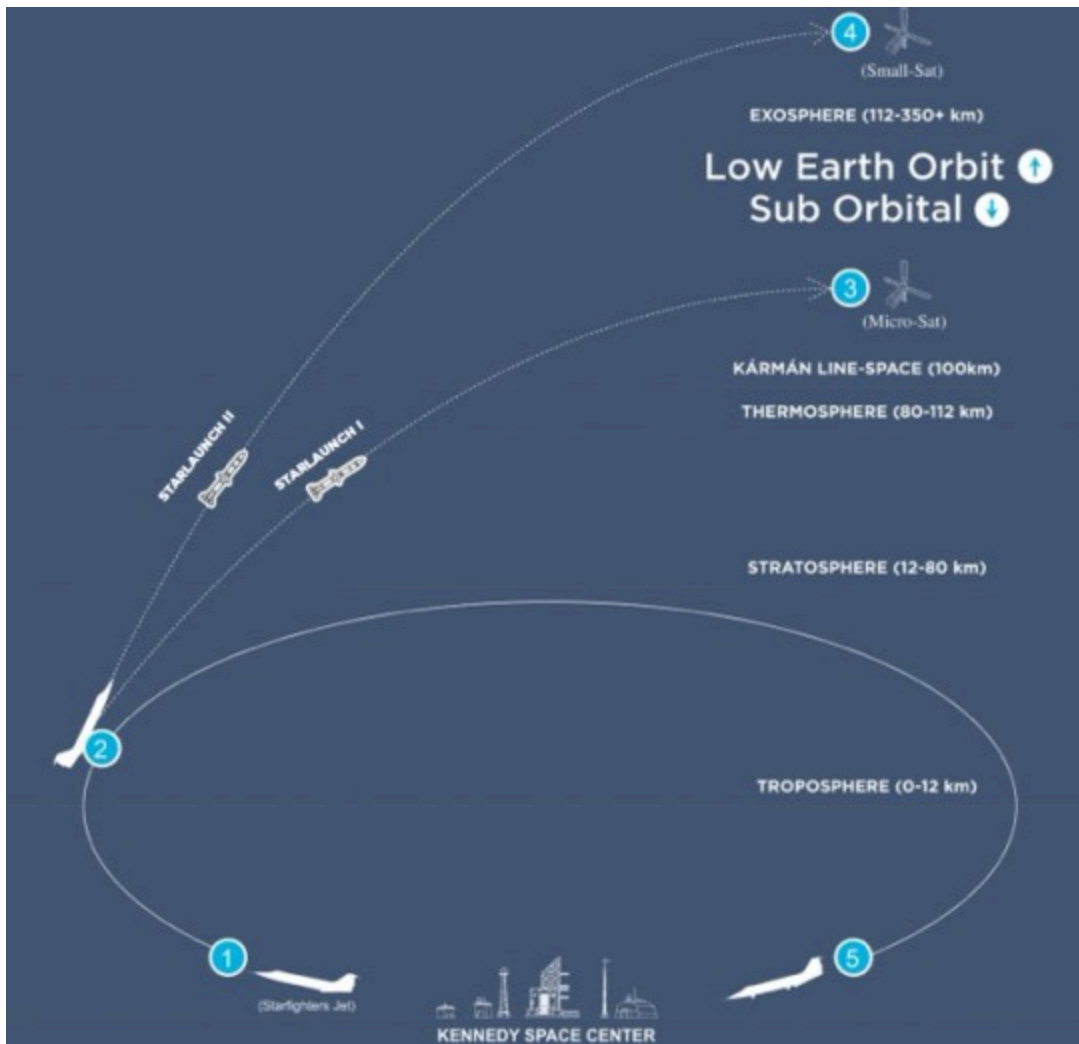 4
(Small-Sat)
EXOSPHERE (112-350+ km)
Low Earth Orbit
Sub Orbital
3
(Micro-Sat)
KÁRMÁN LINE-SPACE (100km)
THERMOSPHERE (80-112 km)
STARLAUNCH II
STARLAUNCH I
STRATOSPHERE (12-80 km)
2
TROPOSPHERE (0-12 km)
1
5
(Starfighters Jet)
KENNEDY SPACE CENTER